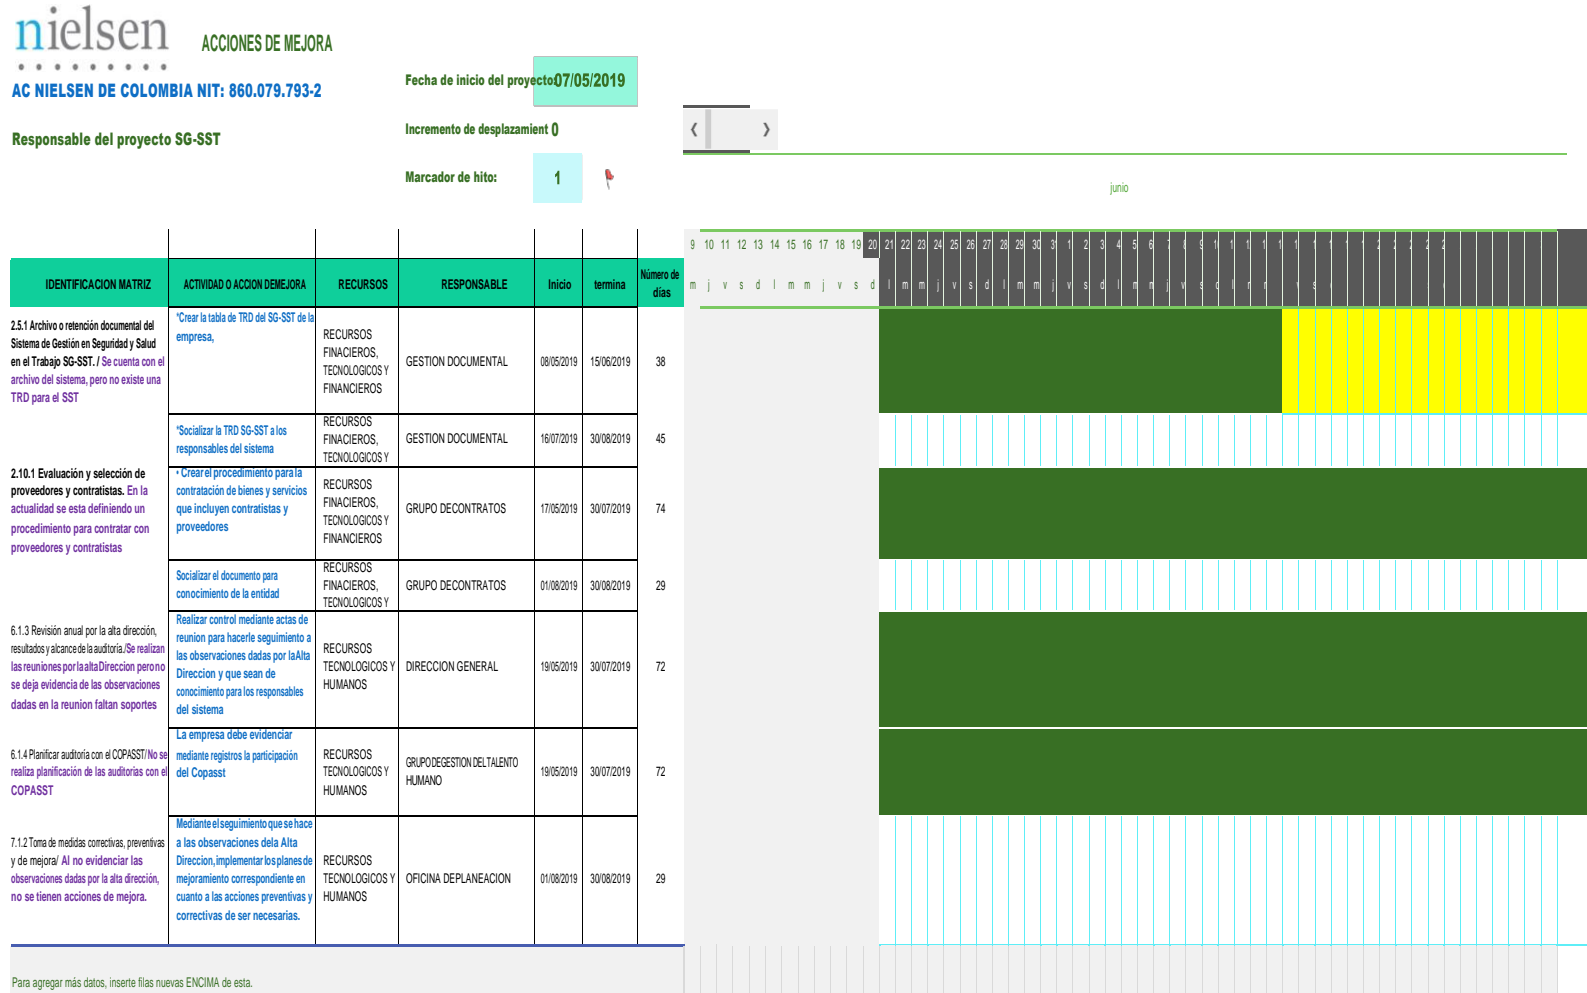 nielsen
ACCIONES DE MEJORA
AC NIELSEN DE COLOMBIA NIT: 860.079.793-2
Fecha de inicio del proyecto: 07/05/2019
Responsable del proyecto SG-SST
Incremento de desplazamient 0
Marcador de hito: 1
junio
9 10 11 12 13 14 15 16 17 18 19 20 21 22 23 24 25 26 27 28 29 30 31 1 2 3 4 5 6 7 8 9
IDENTIFICACION MATRIZ ACTIVIDAD O ACCION DEMEJORA RECURSOS RESPONSABLE Inicio termina Número de días
m j v s d l m m j v s d l m m j v s d l m m j v s d l m m j v s
2.5.1 Archivo o retención documental del
Sistema de Gestión en Seguridad y Salud
en el Trabajo SG-SST. / Se cuenta con el
archivo del sistema, pero no existe una
TRD para el SST
*Crear la tabla de TRD del SG-SST de la
empresa,
RECURSOS
FINACIEROS,
TECNOLOGICOS Y
FINANCIEROS
GESTION DOCUMENTAL 08/05/2019 15/06/2019 38
*Socializar la TRD SG-SST a los
responsables del sistema
RECURSOS
FINACIEROS,
TECNOLOGICOS Y
GESTION DOCUMENTAL 16/07/2019 30/08/2019 45
2.10.1 Evaluación y selección de
proveedores y contratistas. En la
actualidad se esta definiendo un
procedimiento para contratar con
proveedores y contratistas
• Crear el procedimiento para la
contratación de bienes y servicios
que incluyen contratistas y
proveedores
RECURSOS
FINACIEROS,
TECNOLOGICOS Y
FINANCIEROS
GRUPO DECONTRATOS 17/05/2019 30/07/2019 74
Socializar el documento para
conocimiento de la entidad
RECURSOS
FINACIEROS,
TECNOLOGICOS Y
GRUPO DECONTRATOS 01/08/2019 30/08/2019 29
6.1.3 Revisión anual por la alta dirección,
resultados y alcance de la auditoría./Se realizan
las reuniones por la alta Direccion pero no
se deja evidencia de las observaciones
dadas en la reunion faltan soportes
Realizar control mediante actas de
reunion para hacerle seguimiento a
las observaciones dadas por laAlta
Direccion y que sean de
conocimiento para los responsables
del sistema
RECURSOS
TECNOLOGICOS Y
HUMANOS
DIRECCION GENERAL 19/05/2019 30/07/2019 72
6.1.4 Planificar auditoría con el COPASST/No se
realiza planificación de las auditorias con el
COPASST
La empresa debe evidenciar
mediante registros la participación
del Copasst
RECURSOS
TECNOLOGICOS Y
HUMANOS
GRUPO DE GESTION DEL TALENTO
HUMANO
19/05/2019 30/07/2019 72
7.1.2 Toma de medidas correctivas, preventivas
y de mejora/ Al no evidenciar las
observaciones dadas por la alta dirección,
no se tienen acciones de mejora.
Mediante el seguimiento que se hace
a las observaciones dela Alta
Direccion, implementar los planes de
mejoramiento correspondiente en
cuanto a las acciones preventivas y
correctivas de ser necesarias.
RECURSOS
TECNOLOGICOS Y
HUMANOS
OFICINA DEPLANEACION 01/08/2019 30/08/2019 29
Para agregar más datos, inserte filas nuevas ENCIMA de esta.